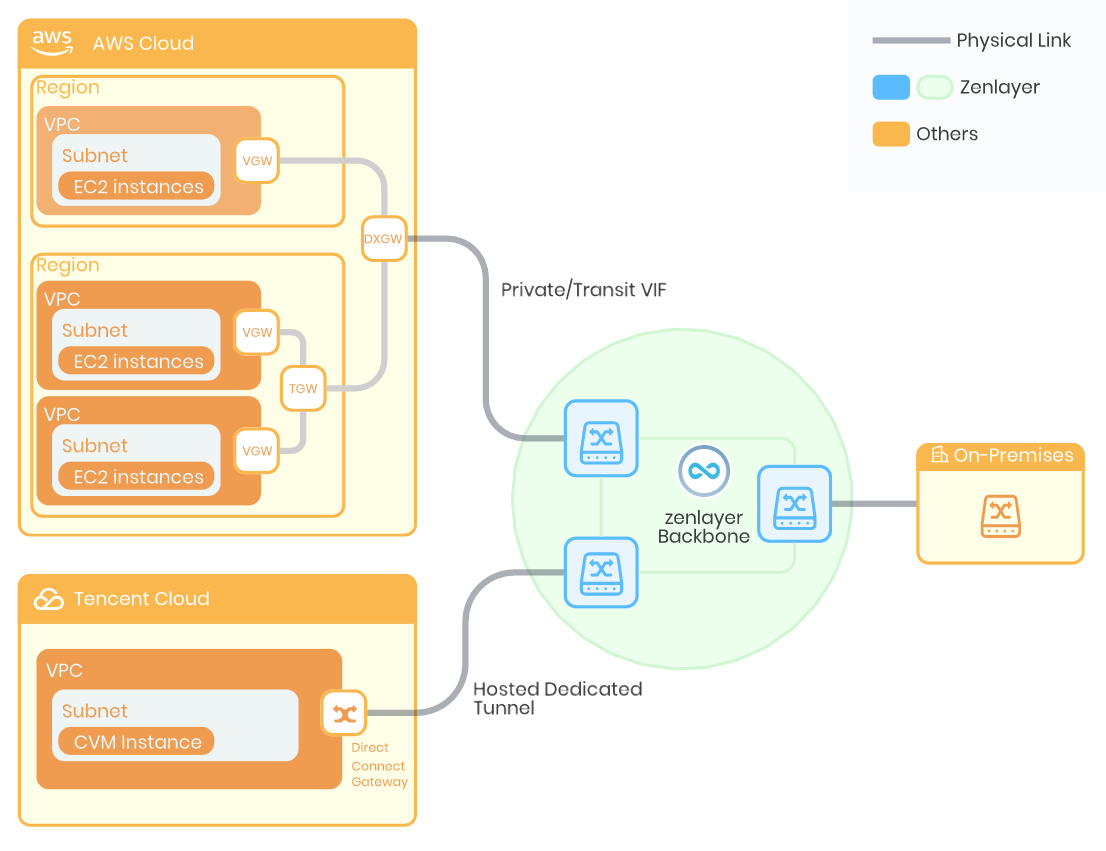 aws
AWS Cloud
Region
VPC
Subnet
EC2 instances
VGW
DXGW
Region
VPC
Subnet
EC2 instances
VGW
TGW
VPC
Subnet
EC2 instances
VGW
Private/Transit VIF
Physical Link
Zenlayer
Others
zenlayer
Backbone
On-Premises
Tencent Cloud
VPC
Subnet
CVM Instance
Direct
Connect
Gateway
Hosted Dedicated
Tunnel